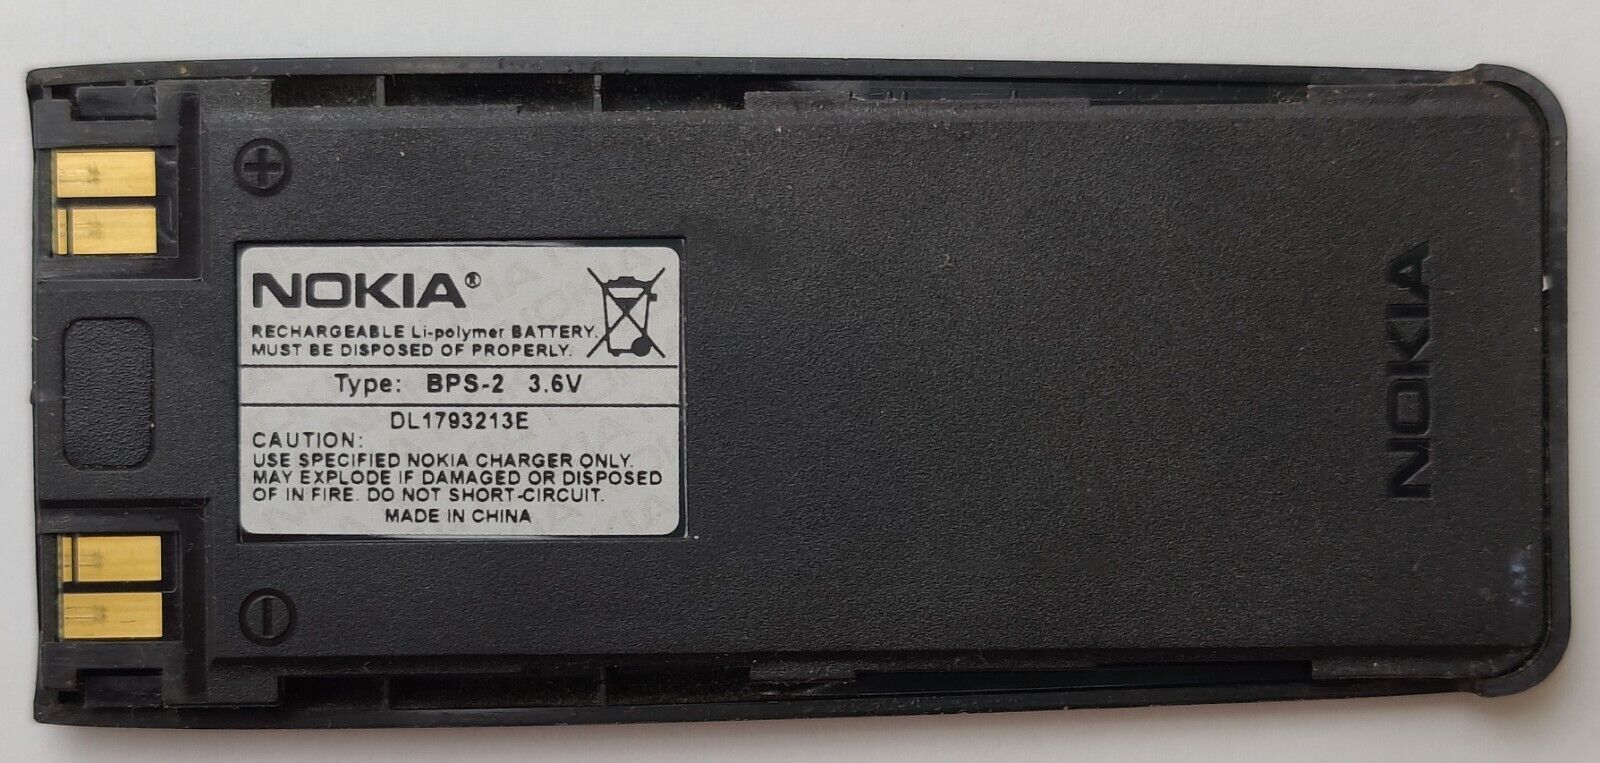 NOKIA®
RECHARGEABLE Li-polymer BATTERY.
MUST BE DISPOSED OF PROPERLY.
Type: BPS-2 3.6V
DL1793213E
CAUTION:
USE SPECIFIED NOKIA CHARGER ONLY.
MAY EXPLODE IF DAMAGED OR DISPOSED
OF IN FIRE. DO NOT SHORT-CIRCUIT.
MADE IN CHINA
NOKIA